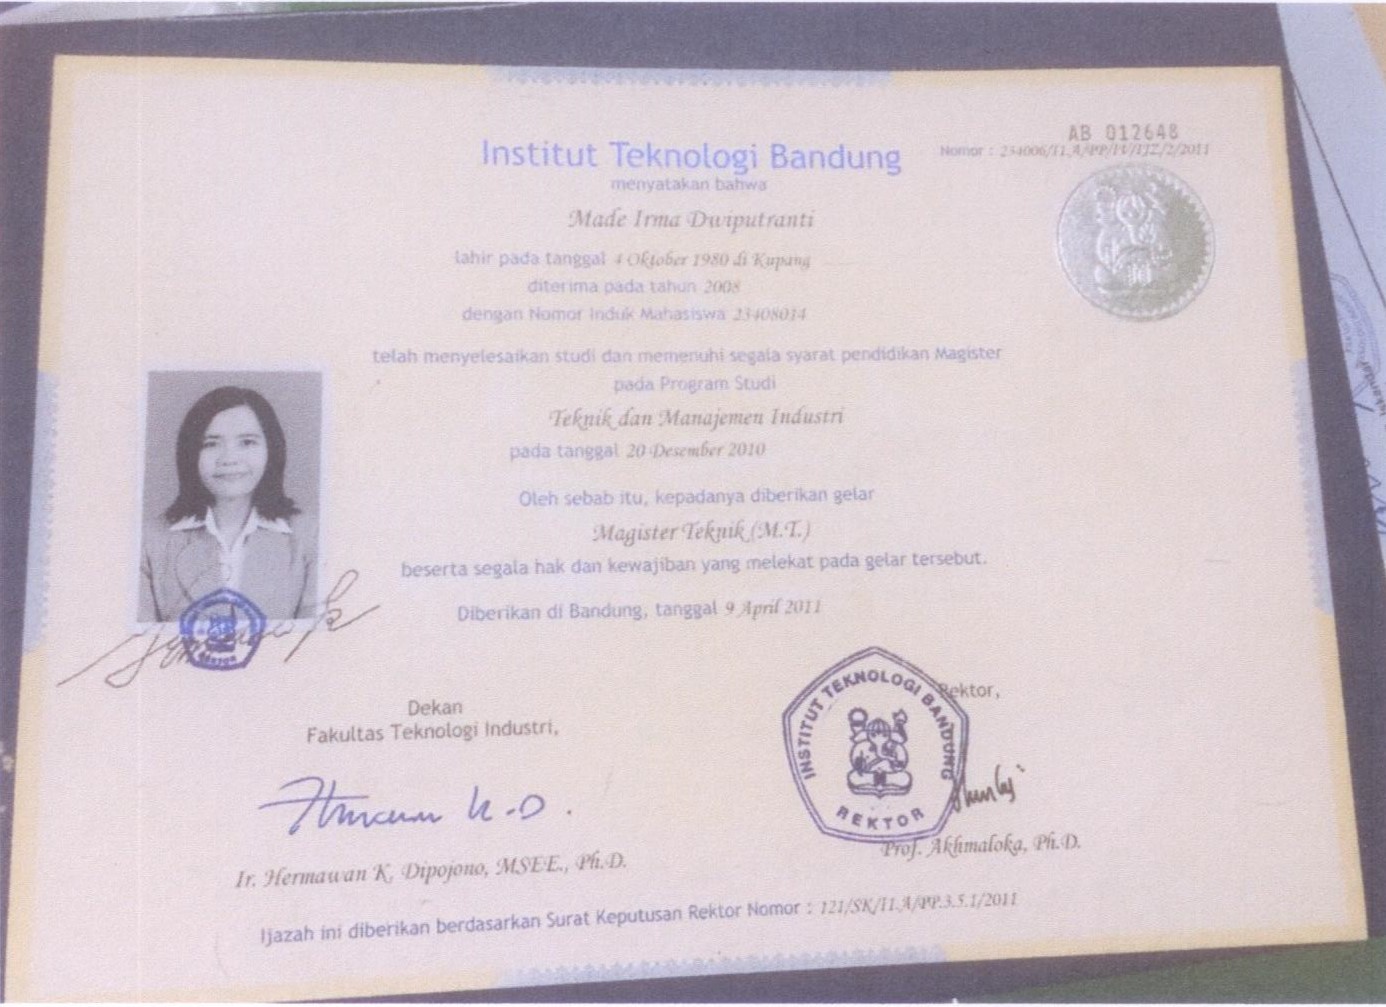 AB 012648
Institut Teknologi Bandung
Nomor : 234006/I1.A/PP/IV/IJZ/2/2011
menyatakan bahwa
Made Irma Dwiputranti
lahir pada tanggal 4 Oktober 1980 di Kupang
diterima pada tahun 2008
dengan Nomor Induk Mahasiswa 23408014
telah menyelesaikan studi dan memenuhi segala syarat pendidikan Magister
pada Program Studi
Teknik dan Manajemen Industri
pada tanggal 20 Desember 2010
Oleh sebab itu, kepadanya diberikan gelar
Magister Teknik (M.T.)
beserta segala hak dan kewajiban yang melekat pada gelar tersebut.
Diberikan di Bandung, tanggal 9 April 2011
Dekan
Fakultas Teknologi Industri,
Rektor,
INSTITUT TEKNOLOGI BANDUNG
REKTOR
Ir. Hermawan K. Dipojono, MSEE., Ph.D.
Prof. Akhmaloka, Ph.D.
Ijazah ini diberikan berdasarkan Surat Keputusan Rektor Nomor : 121/SK/I1.A/PP.3.5.1/2011